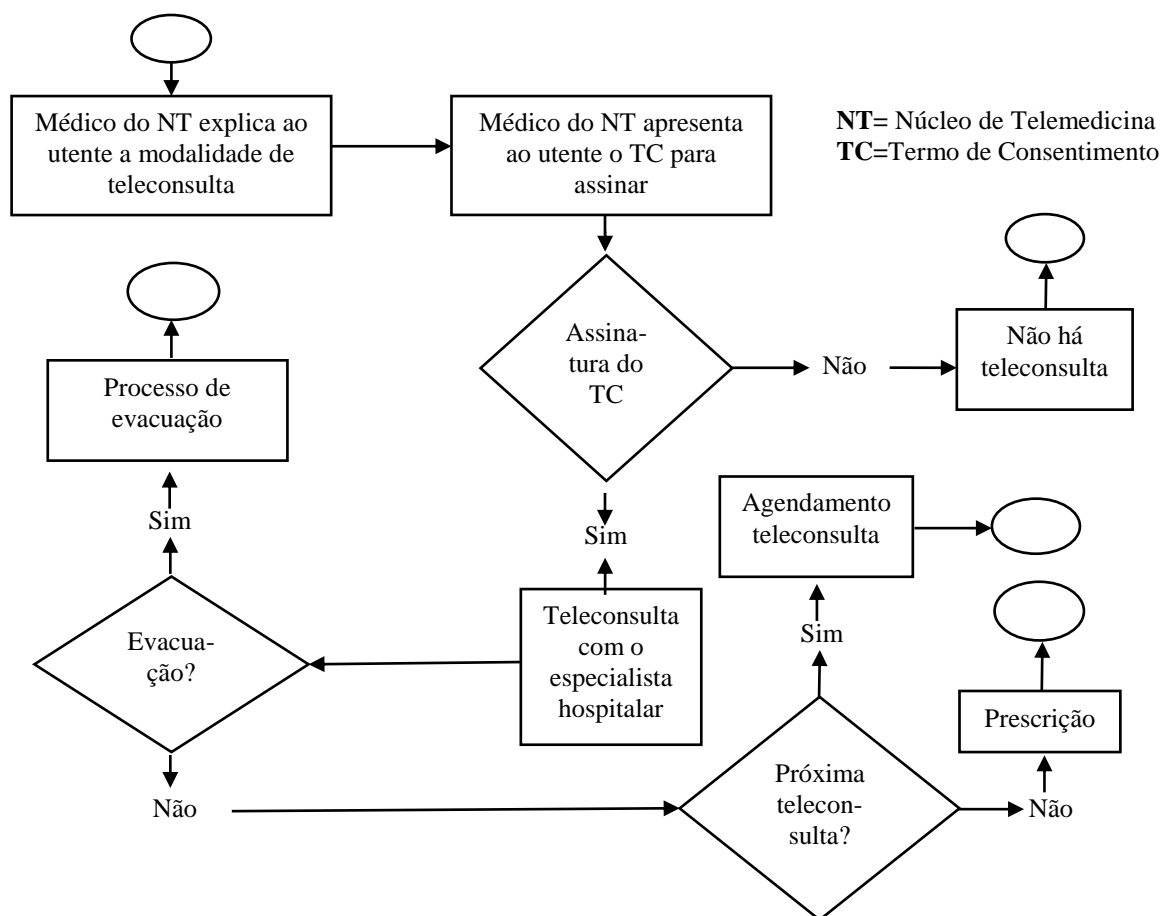 Médico do NT explica ao
utente a modalidade de
teleconsulta
Médico do NT apresenta
ao utente o TC para
assinar
NT= Núcleo de Telemedicina
TC=Termo de Consentimento
Assina-
tura do
TC
Não
Não há
teleconsulta
Processo de
evacuação
Sim
Sim
Agendamento
teleconsulta
Evacua-
ção?
Teleconsulta
com o
especialista
hospitalar
Sim
Prescrição
Não
Próxima
telecon-
sulta?
Não